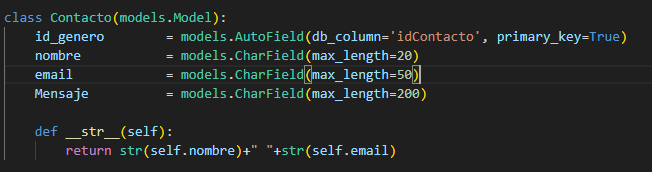 class Contacto(models.Model):
    id_genero         = models.AutoField(db_column='idContacto', primary_key=True)
    nombre            = models.CharField(max_length=20)
    email             = models.CharField(max_length=50)
    Mensaje           = models.CharField(max_length=200)

    def __str__(self):
        return str(self.nombre)+" "+str(self.email)